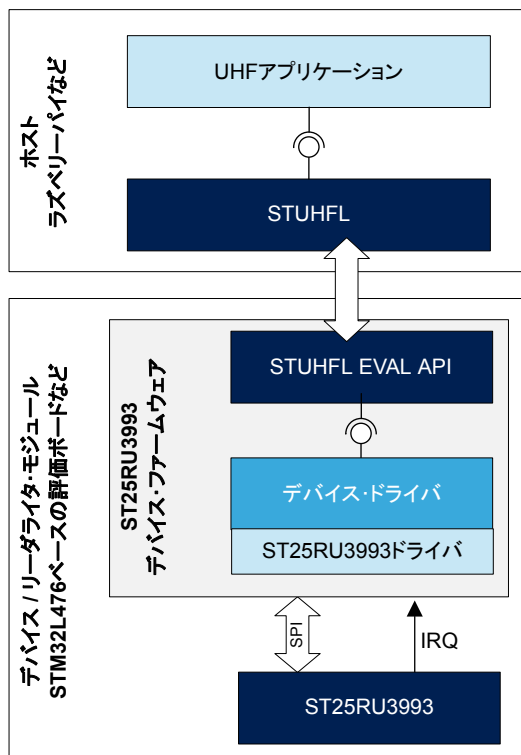 ホスト
ラズベリーパイなど
UHFアプリケーション
STUHFL
デバイス / リーダライタ・モジュール
STM32L476ベースの評価ボードなど
ST25RU3993
デバイス・ファームウェア
STUHFL EVAL API
デバイス・ドライバ
ST25RU3993ドライバ
SPI
IRQ
ST25RU3993